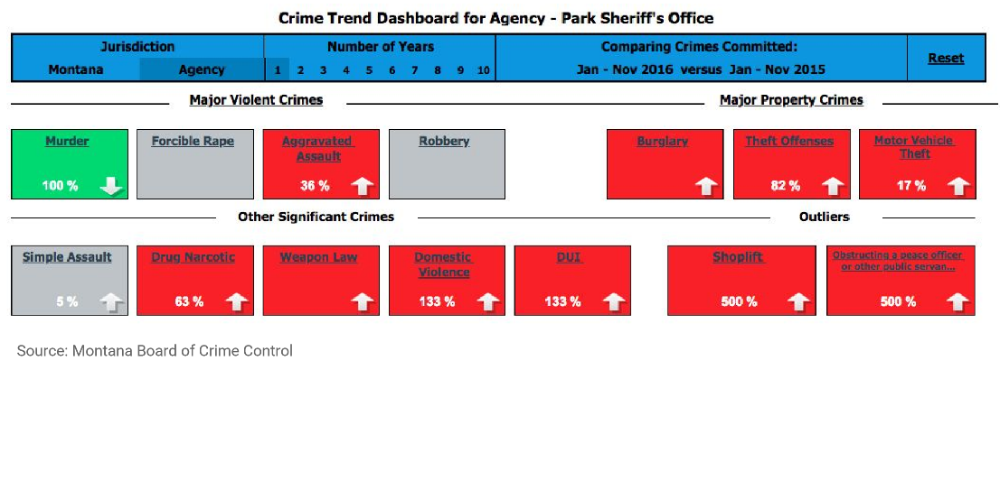 Crime Trend Dashboard for Agency - Park Sheriff's Office
Jurisdiction Number of Years Comparing Crimes Committed:
Montana Agency 1 2 3 4 5 6 7 8 9 10 Jan - Nov 2016 versus Jan - Nov 2015 Reset
Major Violent Crimes Major Property Crimes
Murder Forcible Rape Aggravated Robbery Burglary Theft Offenses Motor Vehicle
Assault Theft
100 % 36 % 82 % 17 %
Other Significant Crimes Outliers
Simple Assault Drug Narcotic Weapon Law Domestic DUI Shoplift Obstructing a peace officer
Violence or other public servan...
5 % 63 % 133 % 133 % 500 % 500 %
Source: Montana Board of Crime Control